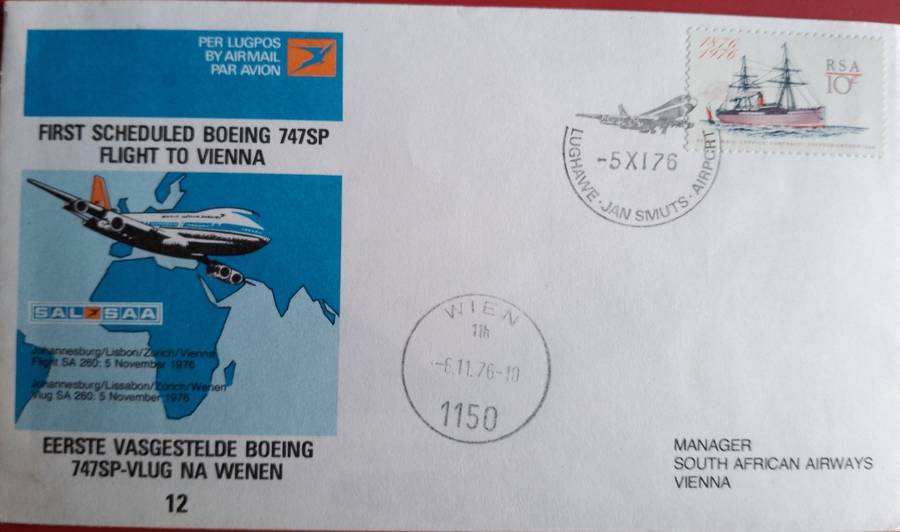 PER LUGPOS
BY AIRMAIL
PAR AVION
FIRST SCHEDULED BOEING 747SP
FLIGHT TO VIENNA
SAL SAA
Johannesburg/Lisbon/Zürich/Vienna
Flight SA 260: 5 November 1976
Johannesburg/Lissabon/Zürich/Wenen
Vlug SA 260: 5 November 1976
EERSTE VASGESTELDE BOEING
747SP-VLUG NA WENEN
12
1876
1976
RSA
10c
-5 XI 76
LUGHAWE · JAN SMUTS · AIRPORT
WIEN
11h
-6.11.76-10
1150
MANAGER
SOUTH AFRICAN AIRWAYS
VIENNA